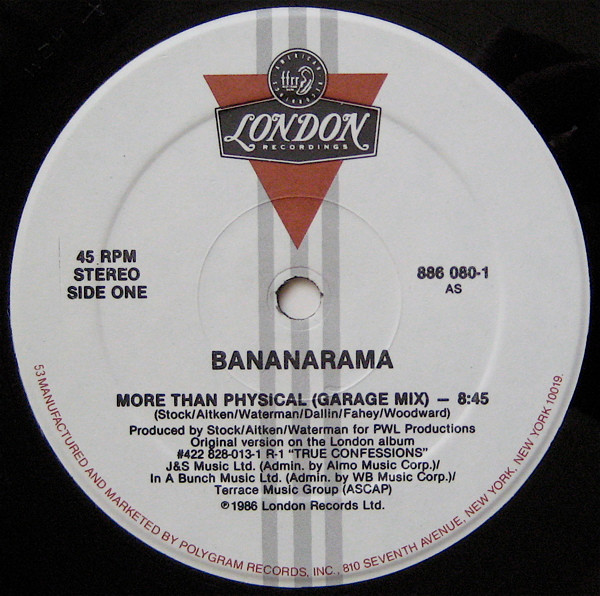 AMERICAN RECORDINGS
ffrr
LONDON
RECORDINGS
45 RPM
STEREO
SIDE ONE
886 080-1
AS
BANANARAMA
MORE THAN PHYSICAL (GARAGE MIX) — 8:45
(Stock/Aitken/Waterman/Dallin/Fahey/Woodward)
Produced by Stock/Aitken/Waterman for PWL Productions
Original version on the London album
#422 828-013-1 R-1 "TRUE CONFESSIONS"
J&S Music Ltd. (Admin. by Almo Music Corp.)/
In A Bunch Music Ltd. (Admin. by WB Music Corp.)/
Terrace Music Group (ASCAP)
℗1986 London Records Ltd.
53 MANUFACTURED AND MARKETED BY POLYGRAM RECORDS, INC., 810 SEVENTH AVENUE, NEW YORK, NEW YORK 10019.